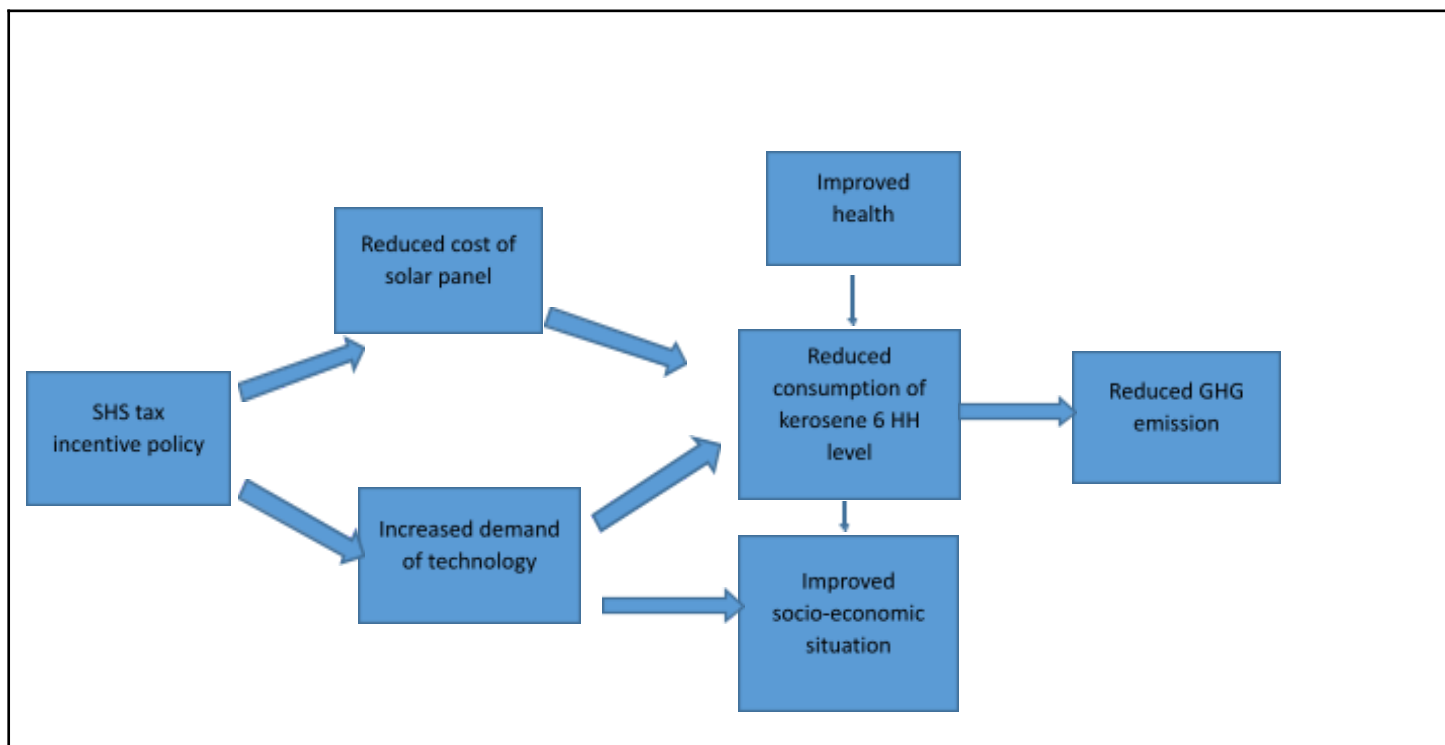 Improved
health
Reduced cost of
solar panel
SHS tax
incentive policy
Reduced
consumption of
kerosene 6 HH
level
Reduced GHG
emission
Increased demand
of technology
Improved
socio-economic
situation